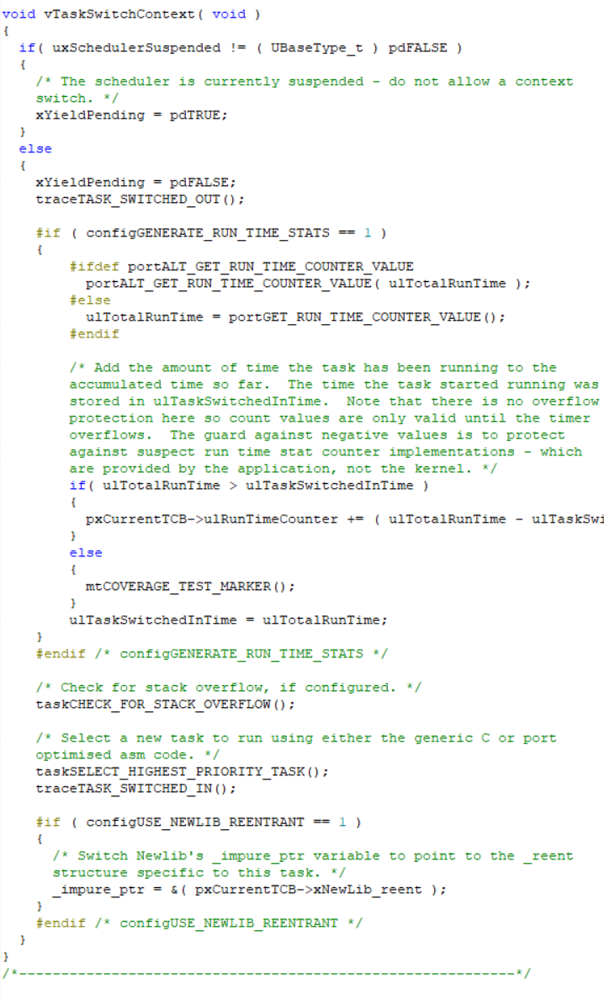 void vTaskSwitchContext( void )
{
if( uxSchedulerSuspended != ( UBaseType_t ) pdFALSE )
{
/* The scheduler is currently suspended - do not allow a context
switch. */
xYieldPending = pdTRUE;
}
else
{
xYieldPending = pdFALSE;
traceTASK_SWITCHED_OUT();
#if ( configGENERATE_RUN_TIME_STATS == 1 )
{
#ifdef portALT_GET_RUN_TIME_COUNTER_VALUE
portALT_GET_RUN_TIME_COUNTER_VALUE( ulTotalRunTime );
#else
ulTotalRunTime = portGET_RUN_TIME_COUNTER_VALUE();
#endif
/* Add the amount of time the task has been running to the
accumulated time so far.  The time the task started running was
stored in ulTaskSwitchedInTime.  Note that there is no overflow
protection here so count values are only valid until the timer
overflows.  The guard against negative values is to protect
against suspect run time stat counter implementations - which
are provided by the application, not the kernel. */
if( ulTotalRunTime > ulTaskSwitchedInTime )
{
pxCurrentTCB->ulRunTimeCounter += ( ulTotalRunTime - ulTaskSwi
}
else
{
mtCOVERAGE_TEST_MARKER();
}
ulTaskSwitchedInTime = ulTotalRunTime;
}
#endif /* configGENERATE_RUN_TIME_STATS */
/* Check for stack overflow, if configured. */
taskCHECK_FOR_STACK_OVERFLOW();
/* Select a new task to run using either the generic C or port
optimised asm code. */
taskSELECT_HIGHEST_PRIORITY_TASK();
traceTASK_SWITCHED_IN();
#if ( configUSE_NEWLIB_REENTRANT == 1 )
{
/* Switch Newlib's _impure_ptr variable to point to the _reent
structure specific to this task. */
_impure_ptr = &( pxCurrentTCB->xNewLib_reent );
}
#endif /* configUSE_NEWLIB_REENTRANT */
}
}
/*-----------------------------------------------------------*/